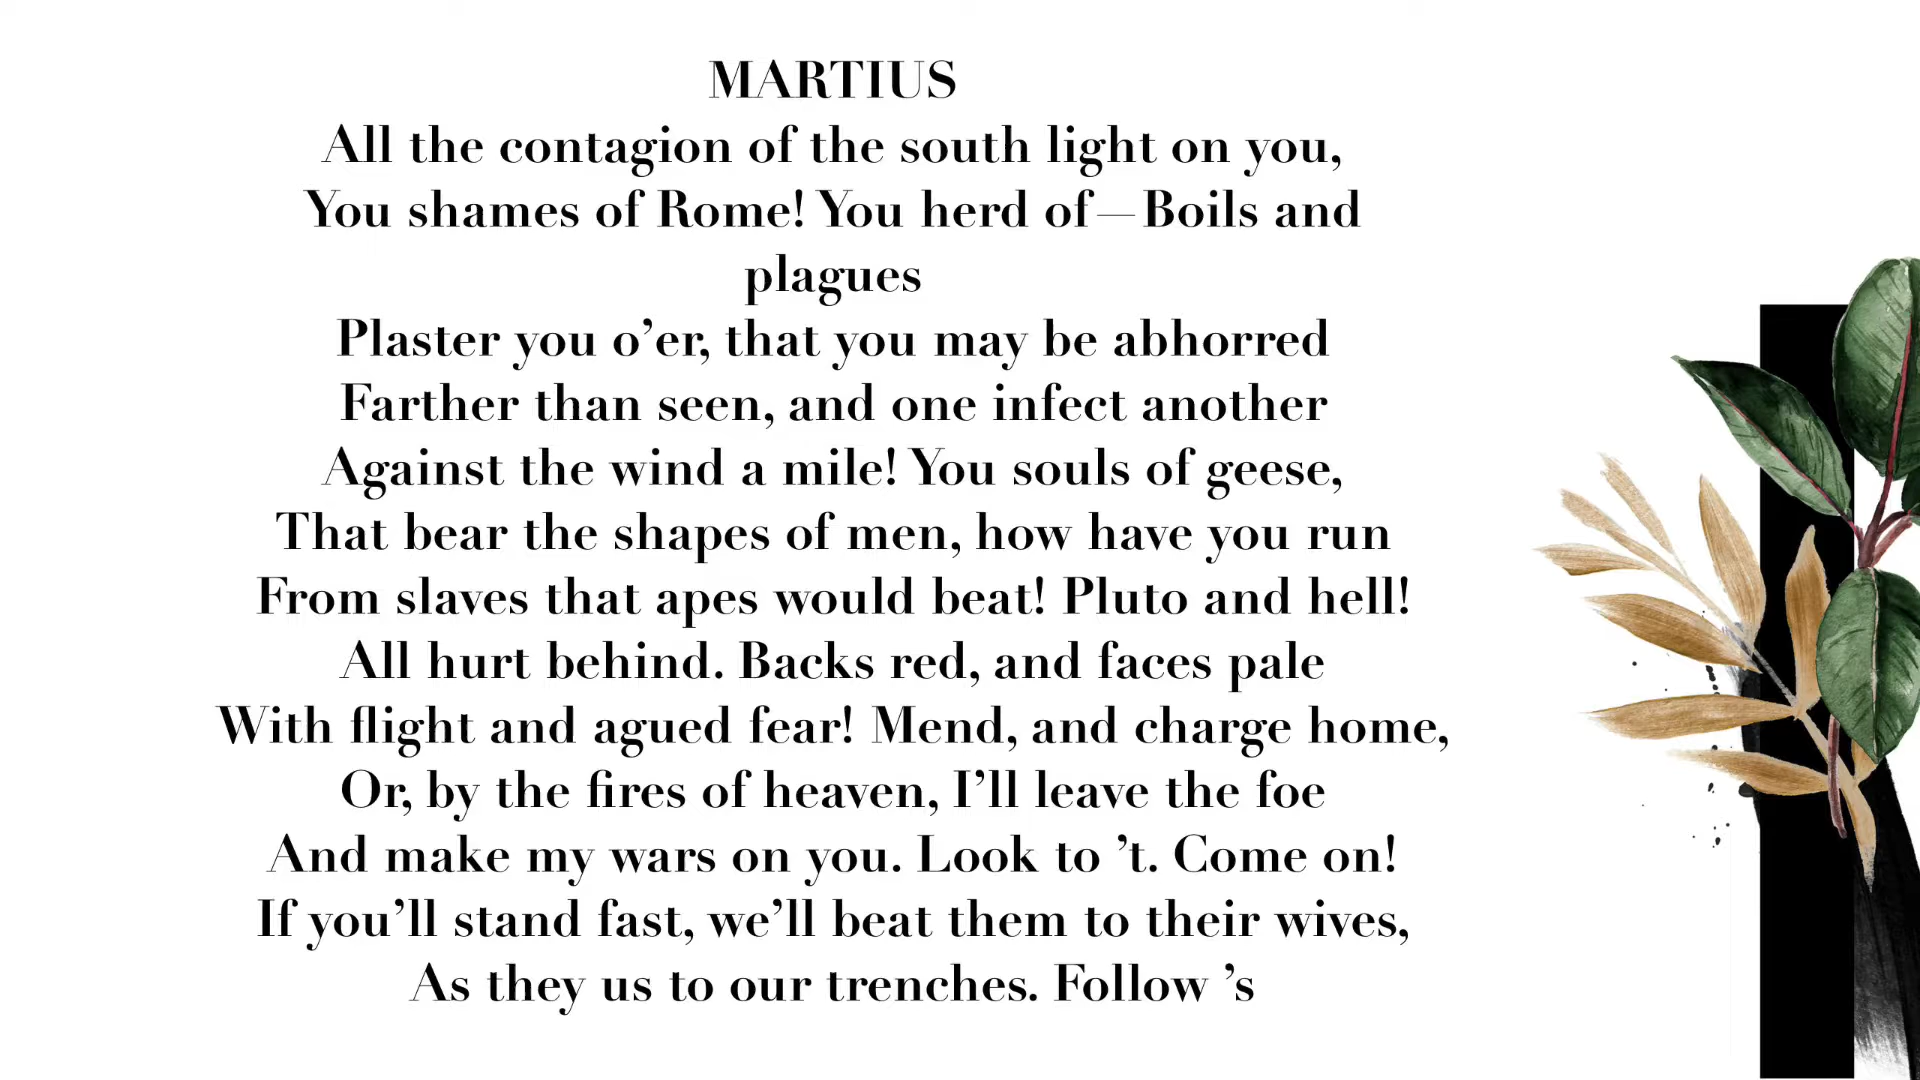 MARTIUS
All the contagion of the south light on you,
You shames of Rome! You herd of—Boils and
plagues
Plaster you o’er, that you may be abhorred
Farther than seen, and one infect another
Against the wind a mile! You souls of geese,
That bear the shapes of men, how have you run
From slaves that apes would beat! Pluto and hell!
All hurt behind. Backs red, and faces pale
With flight and agued fear! Mend, and charge home,
Or, by the fires of heaven, I’ll leave the foe
And make my wars on you. Look to ’t. Come on!
If you’ll stand fast, we’ll beat them to their wives,
As they us to our trenches. Follow ’s